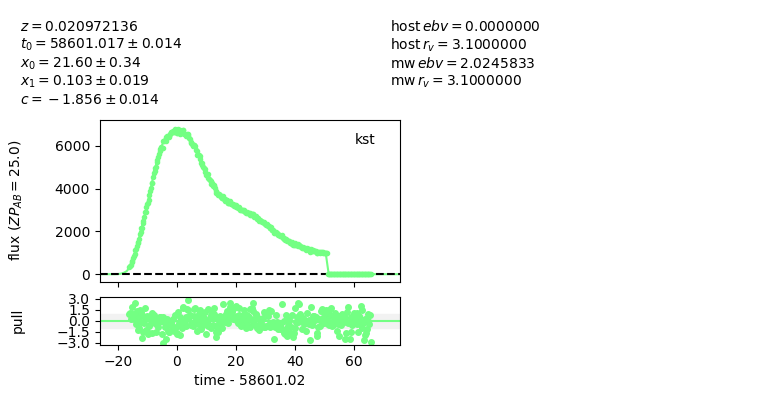 z = 0.020972136
t₀ = 58601.017 ± 0.014
x₀ = 21.60 ± 0.34
x₁ = 0.103 ± 0.019
c = −1.856 ± 0.014
host ebv = 0.0000000
host r_v = 3.1000000
mw ebv = 2.0245833
mw r_v = 3.1000000
kst
flux (ZP_AB = 25.0)
6000
4000
2000
0
pull
3.0
1.5
0.0
−1.5
−3.0
−20 0 20 40 60
time - 58601.02